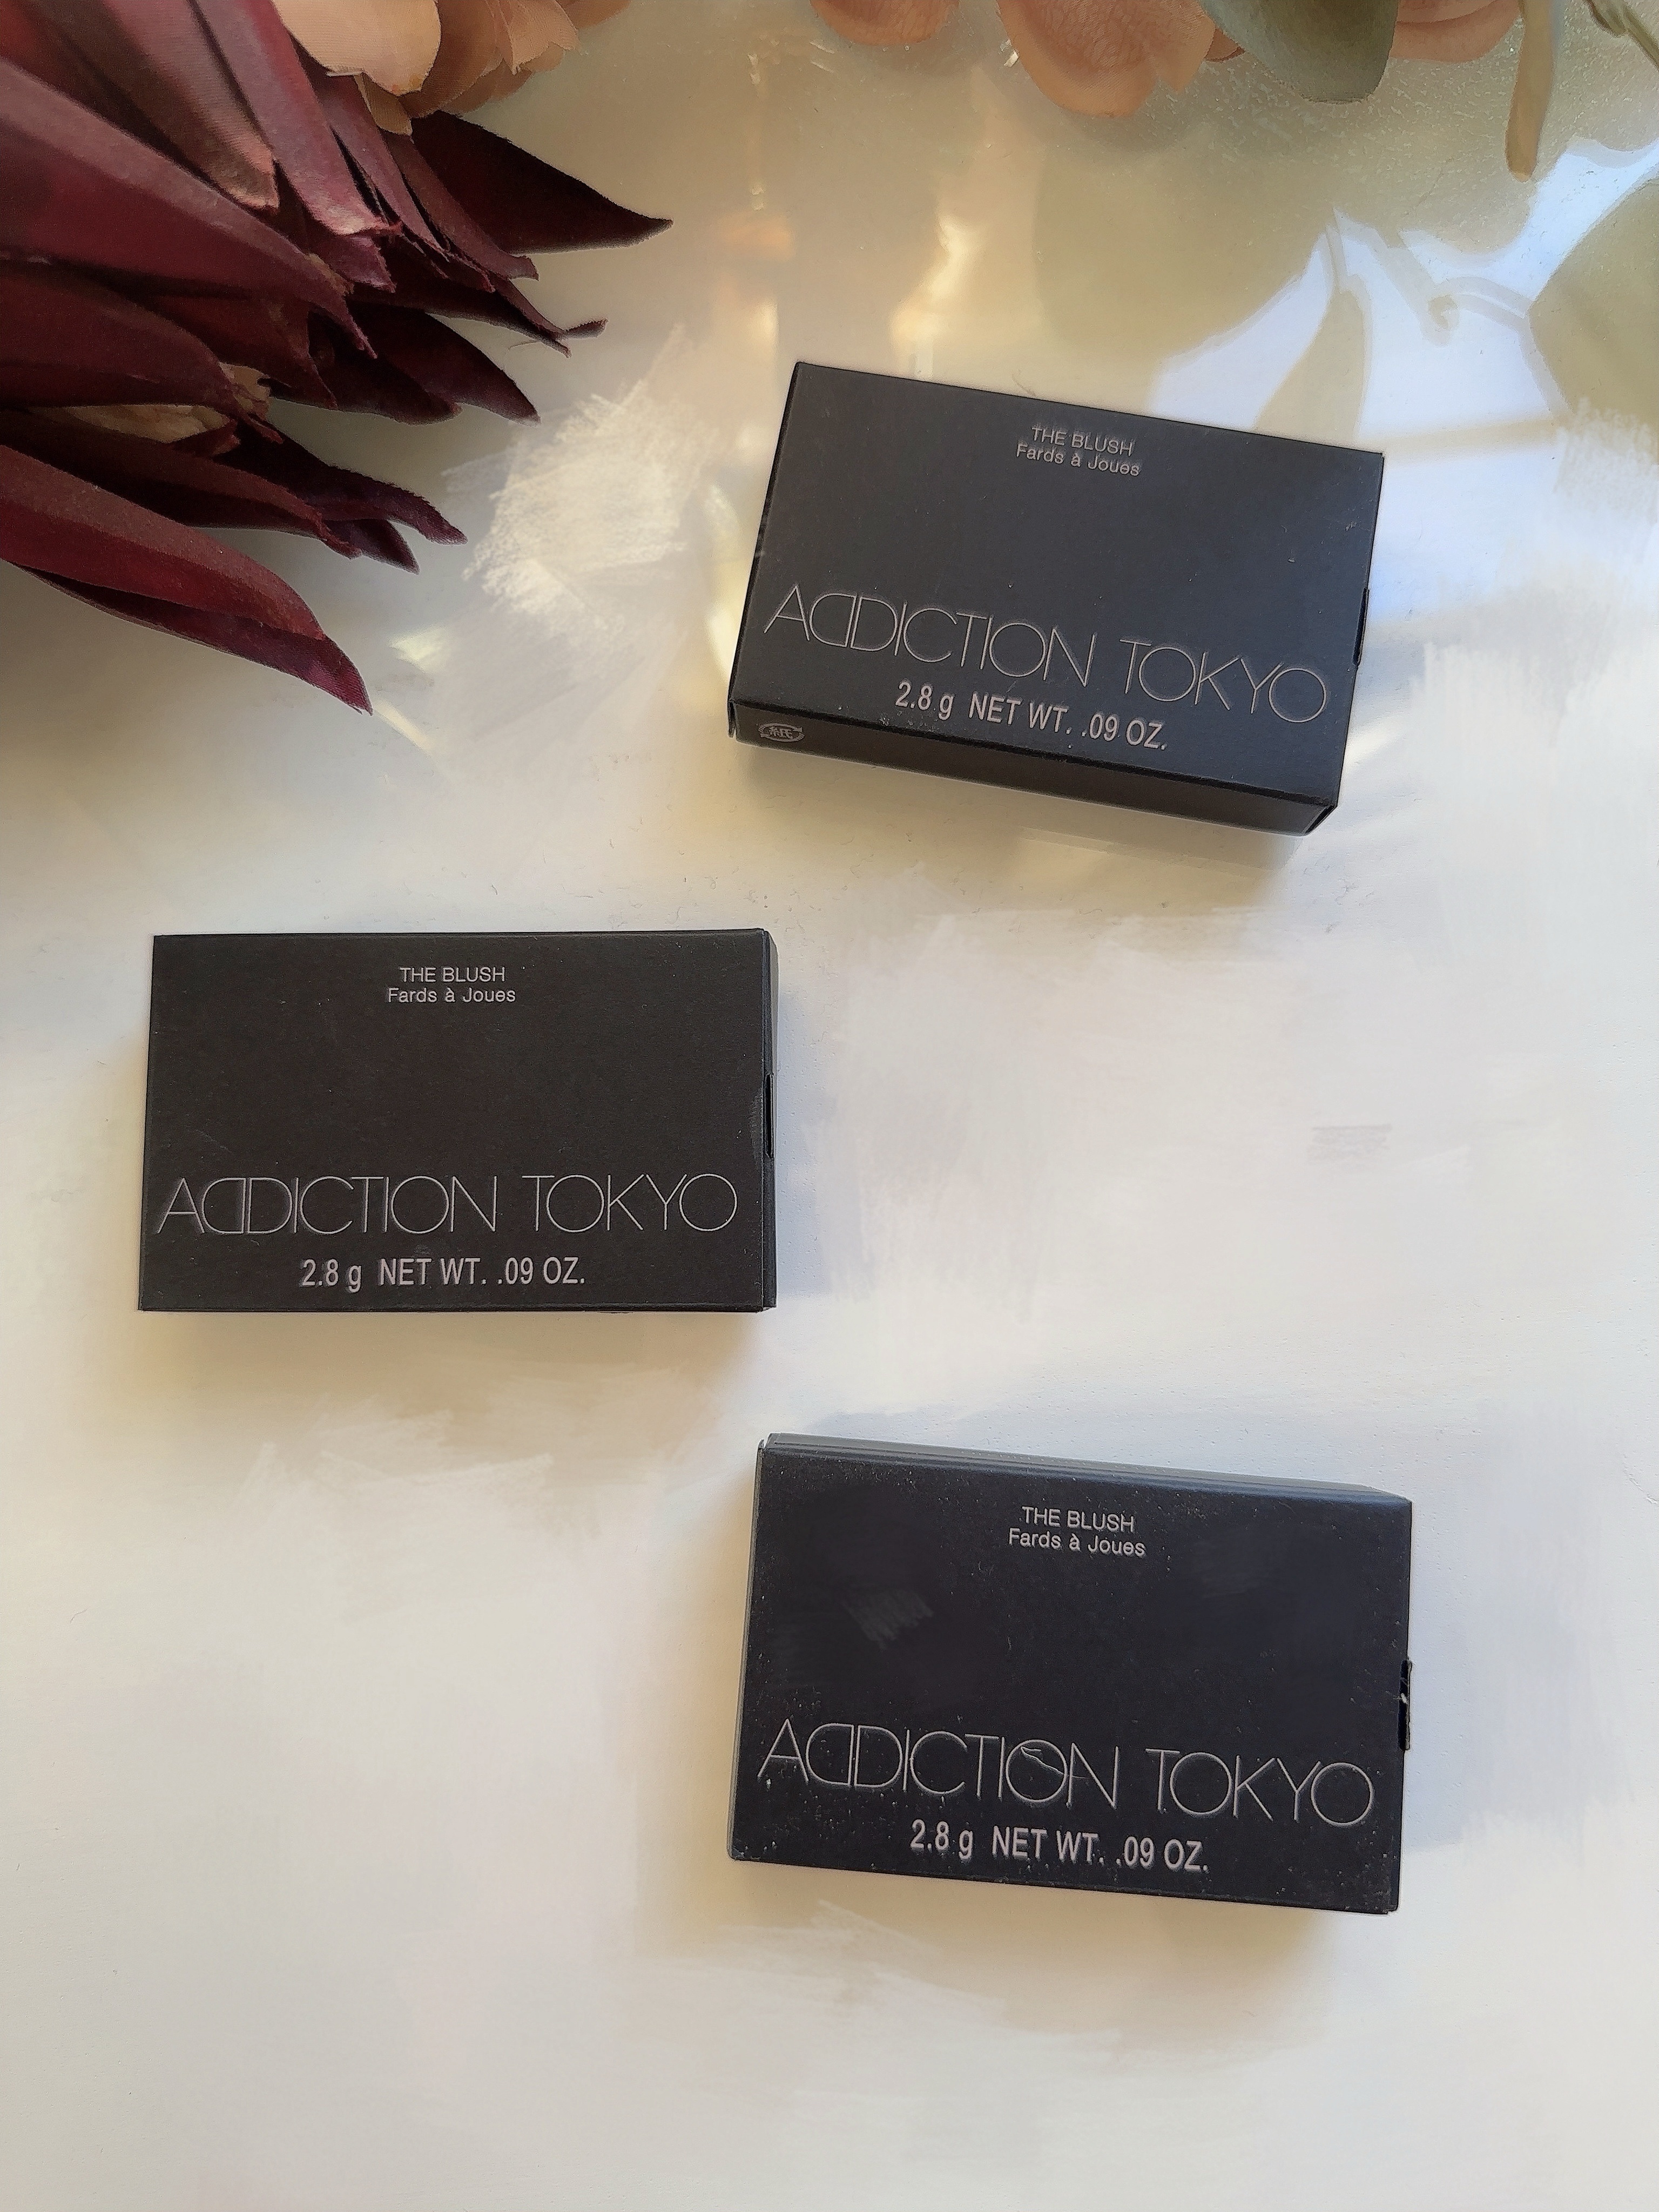 THE BLUSH
Fards à Joues
ADDICTION TOKYO
2.8 g NET WT. .09 OZ.
紙
THE BLUSH
Fards à Joues
ADDICTION TOKYO
2.8 g NET WT. .09 OZ.
THE BLUSH
Fards à Joues
ADDICTION TOKYO
2.8 g NET WT. .09 OZ.